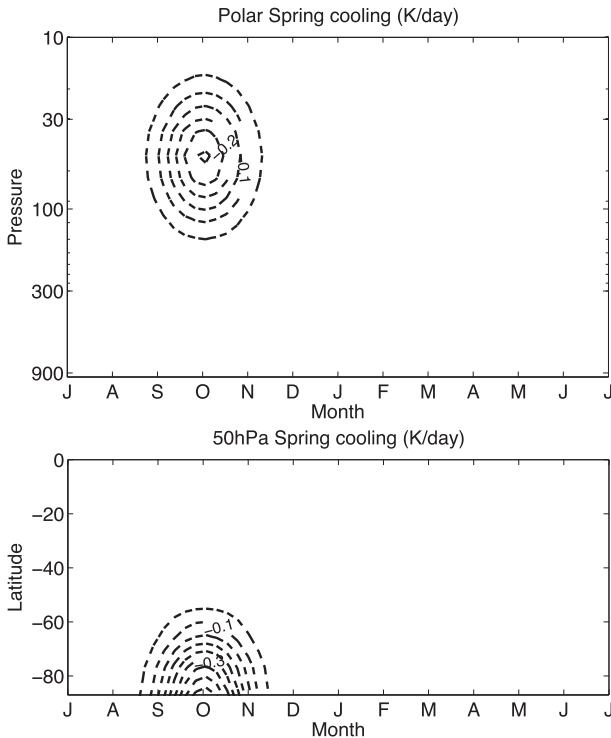 Polar Spring cooling (K/day)
10
30
100
300
900
Pressure
−0.2
−0.1
J A S O N D J F M A M J J
Month
50hPa Spring cooling (K/day)
0
−20
−40
−60
−80
Latitude
−0.1
−0.3
J A S O N D J F M A M J J
Month